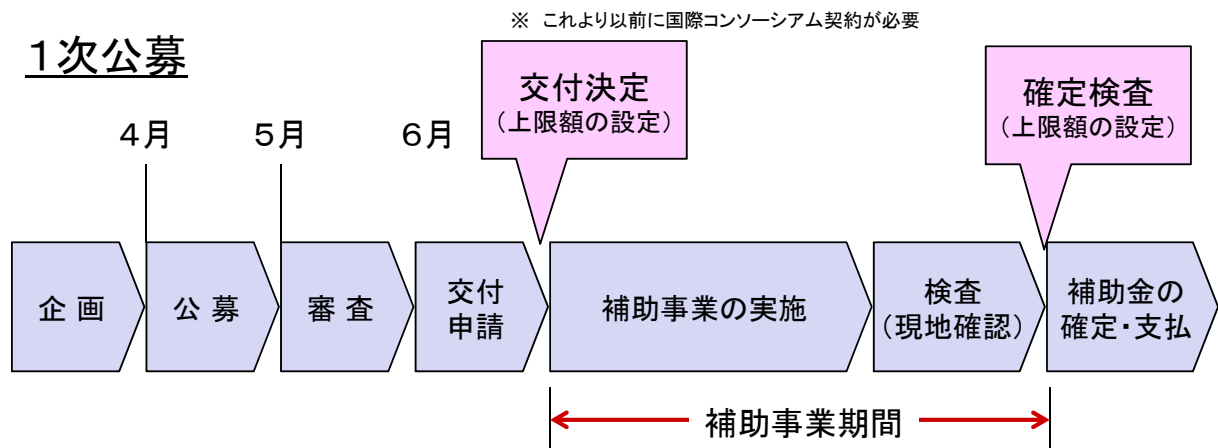 ※ これより以前に国際コンソーシアム契約が必要
１次公募
交付決定
（上限額の設定）
確定検査
（上限額の設定）
４月
５月
６月
企 画
公 募
審 査
交付
申請
補助事業の実施
検査
（現地確認）
補助金の
確定・支払
補助事業期間